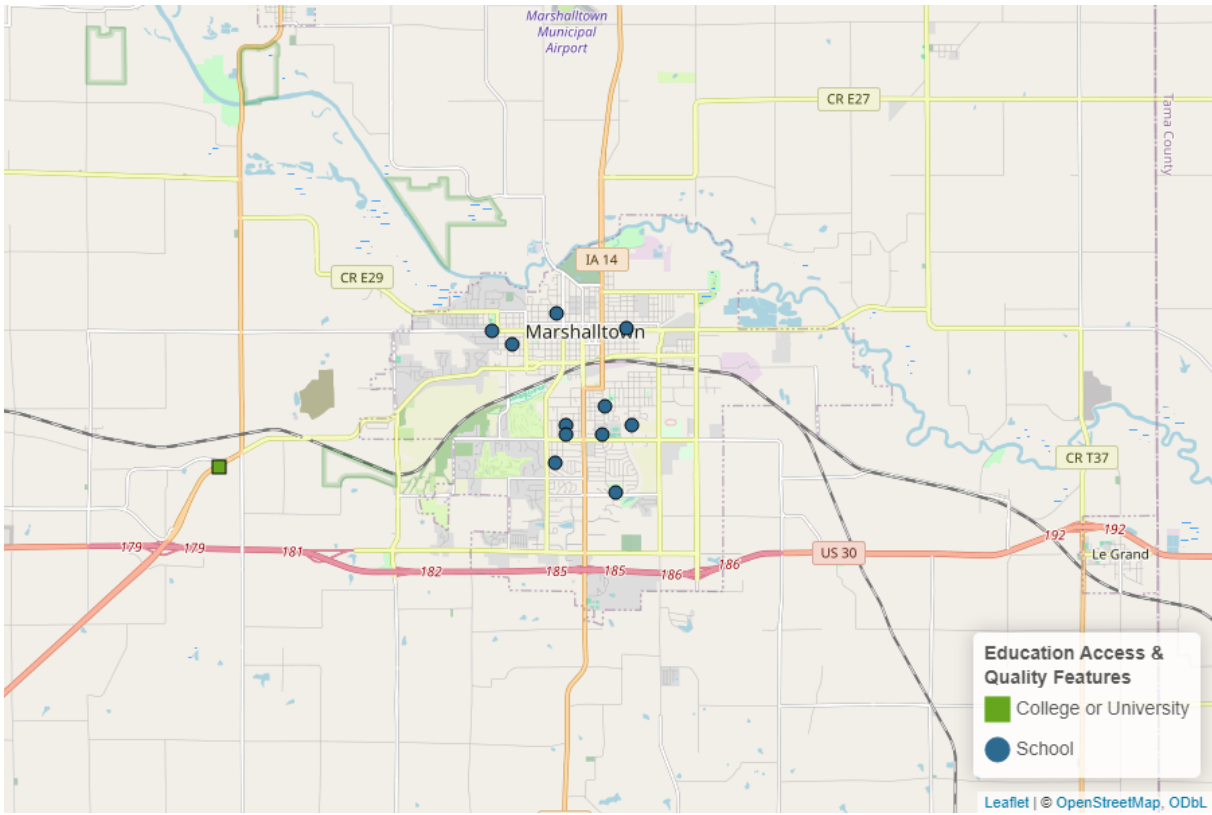 Marshalltown
Municipal
Airport
CR E27
Tama County
IA 14
CR E29
Marshalltown
CR T37
192
192
179
179
181
US 30
Le Grand
182
185
185
186
186
Education Access &
Quality Features
College or University
School
Leaflet | © OpenStreetMap, ODbL